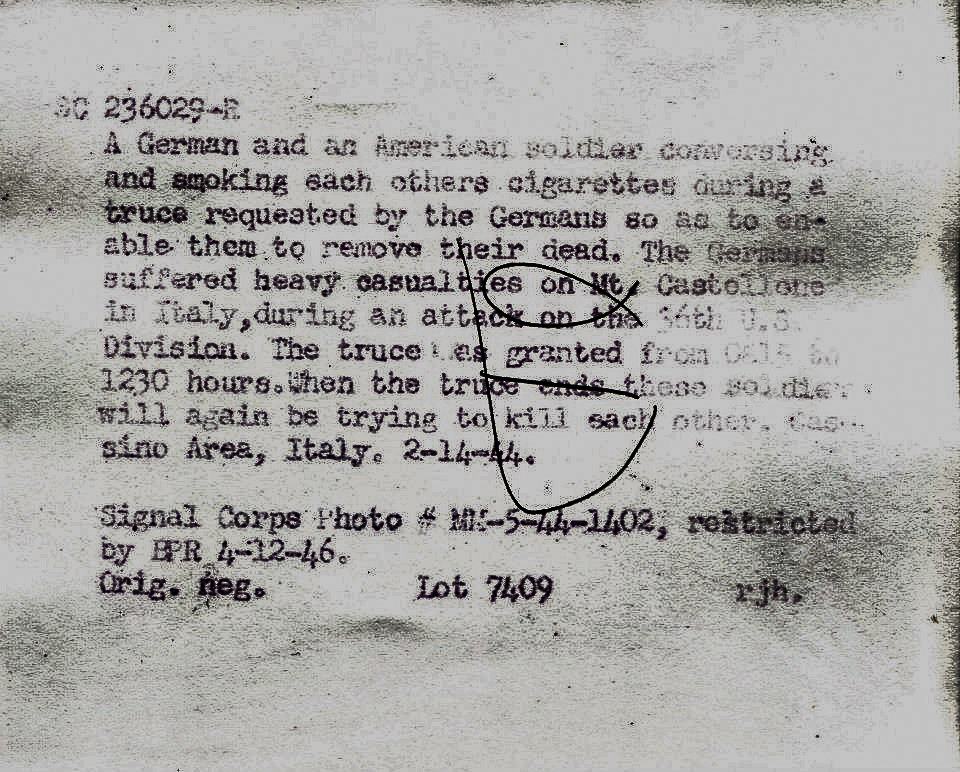 SC 236029-R
A German and an American soldier conversing
and smoking each others cigarettes during a
truce requested by the Germans so as to en-
able them to remove their dead. The Germans
suffered heavy casualties on Mt. Castellone
in Italy,during an attack on the 36th U.S.
Division. The truce was granted from to
1230 hours.When the truce ends these soldier
will again be trying to kill each other. Cas-
sino Area, Italy. 2-14-44.
Signal Corps Photo # MM-5-44-1402, restricted
by BPR 4-12-46.
Orig. neg. Lot 7409 rjh.